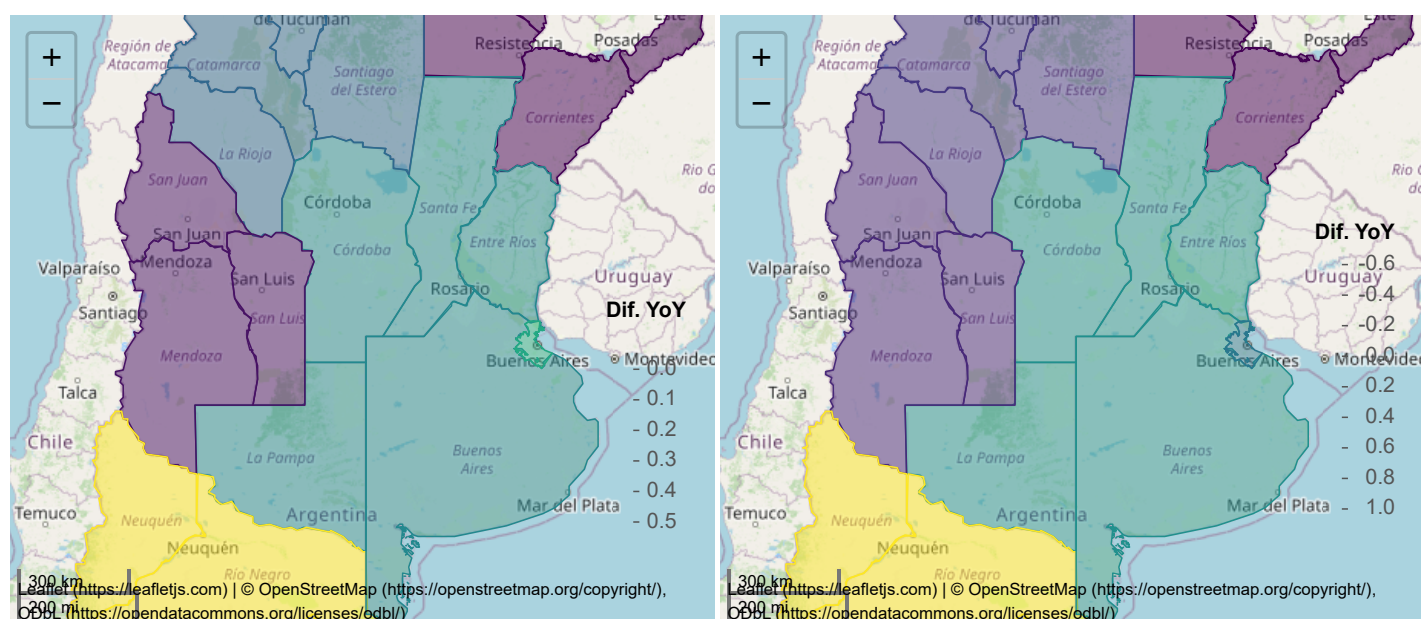 de Tucumán
Este
+
Región de
Atacama
Catamarca
Santiago
del Estero
Resistencia
Posadas
−
Corrientes
La Rioja
San Juan
Córdoba
Santa Fe
Rio G
do
San Juan
Córdoba
Entre Ríos
Valparaíso
Mendoza
San Luis
Rosario
Uruguay
Santiago
San Luis
Dif. YoY
Mendoza
Buenos Aires
Montevideo
- 0.0
Talca
- 0.1
- 0.2
Chile
La Pampa
Buenos
Aires
- 0.3
- 0.4
Temuco
Neuquén
Argentina
Mar del Plata
- 0.5
Neuquén
Río Negro
300 km
200 mi
Leaflet (https://leafletjs.com) | © OpenStreetMap (https://openstreetmap.org/copyright/),
ODbL (https://opendatacommons.org/licenses/odbl/)
de Tucumán
Este
+
Región de
Atacama
Catamarca
Santiago
del Estero
Resistencia
Posadas
−
Corrientes
La Rioja
San Juan
Córdoba
Santa Fe
Rio G
do
San Juan
Córdoba
Entre Ríos
Dif. YoY
Valparaíso
Mendoza
San Luis
Rosario
Uruguay
- -0.6
- -0.4
Santiago
San Luis
- -0.2
Mendoza
Buenos Aires
Montevideo
- 0.0
Talca
- 0.2
- 0.4
Chile
La Pampa
Buenos
Aires
- 0.6
- 0.8
Temuco
Neuquén
Argentina
Mar del Plata
- 1.0
Neuquén
Río Negro
300 km
200 mi
Leaflet (https://leafletjs.com) | © OpenStreetMap (https://openstreetmap.org/copyright/),
ODbL (https://opendatacommons.org/licenses/odbl/)